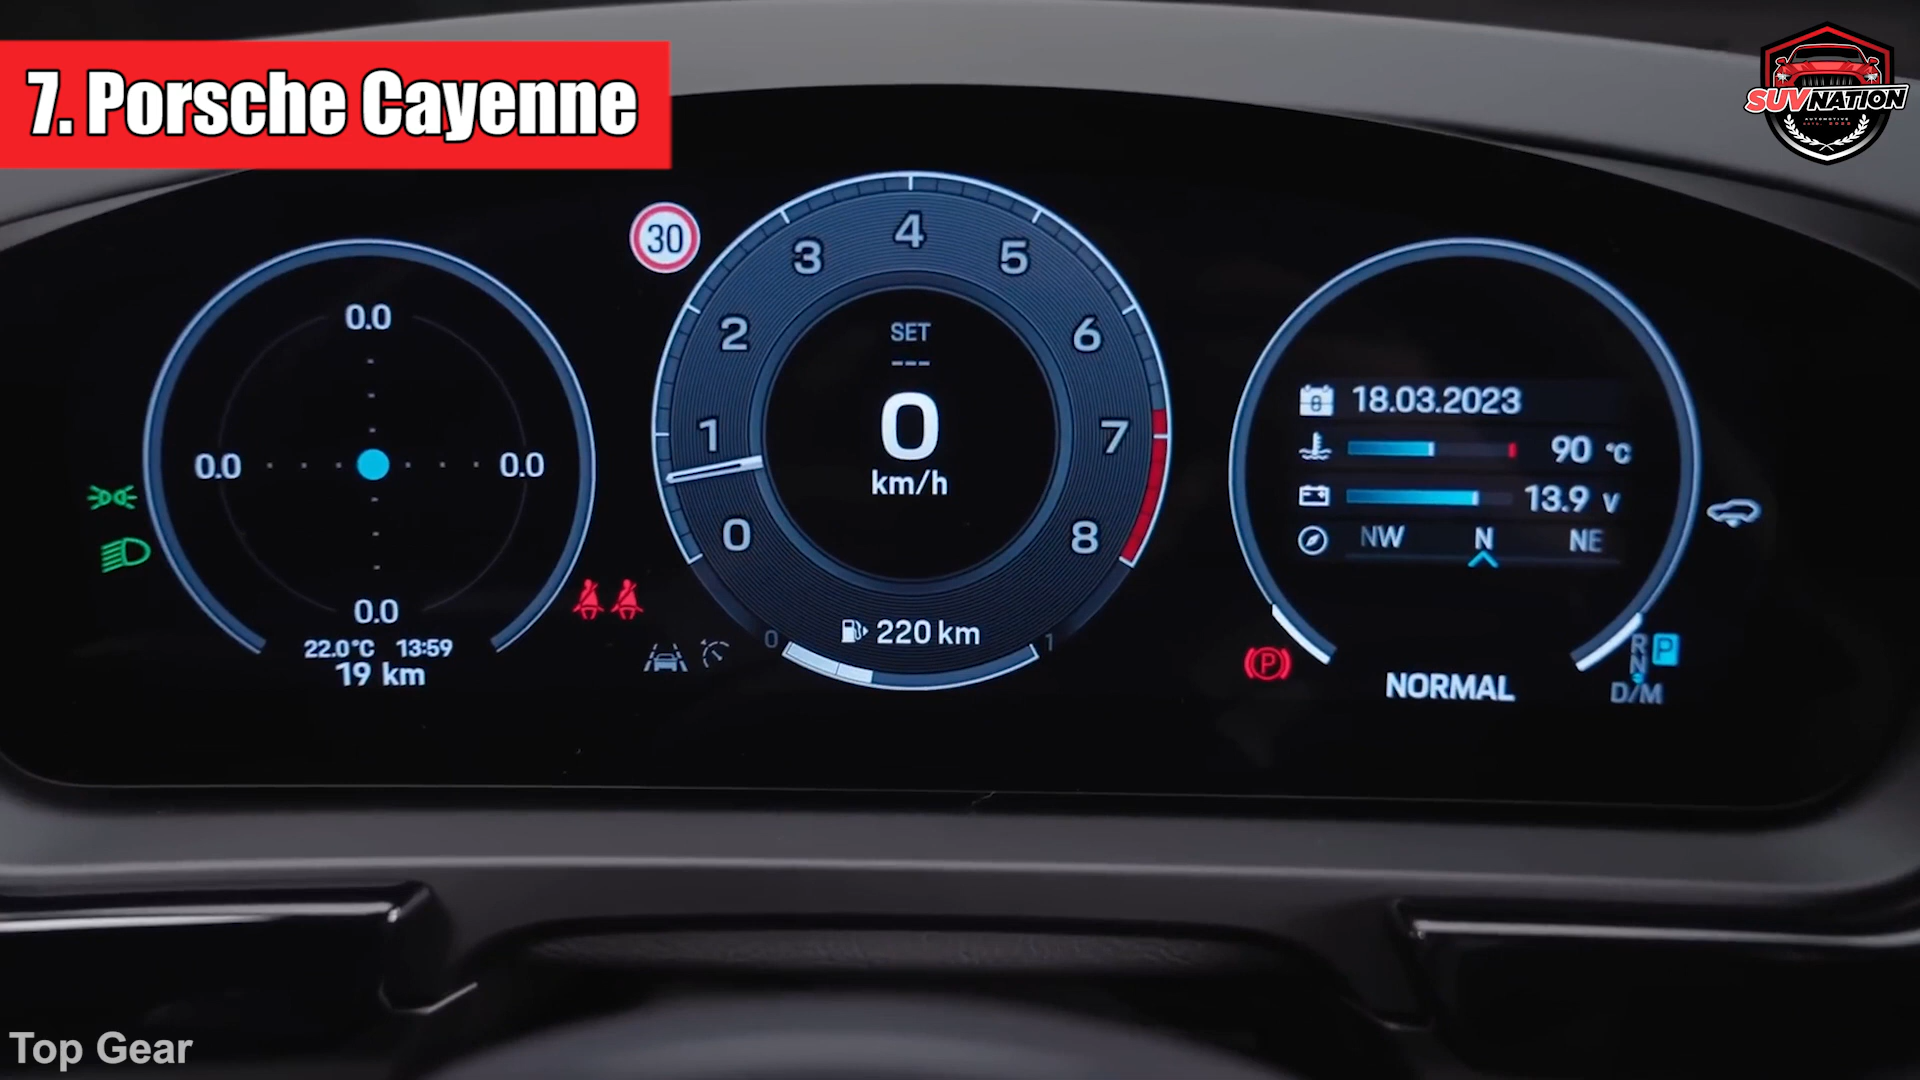 7. Porsche Cayenne
SUVNATION
AUTOMOTIVE
30
4
3
5
2
6
1
7
0
8
SET
---
0
km/h
220 km
0
1
0.0
0.0
0.0
0.0
22.0°C 13:59
19 km
18.03.2023
90 °C
13.9 V
NW N NE
P
NORMAL
R
N
P
D/M
Top Gear